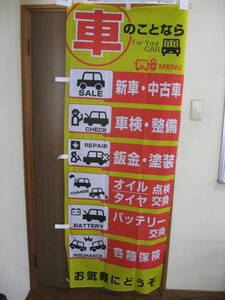 車のことなら
For Your
CAR
MENU
SALE
新車・中古車
CHECK
車検・整備
REPAIR
鈑金・塗装
CHANGE
オイル 点検
タイヤ 交換
BATTERY
バッテリー
交換
INSURANCE
各種保険
お気軽にどうぞ